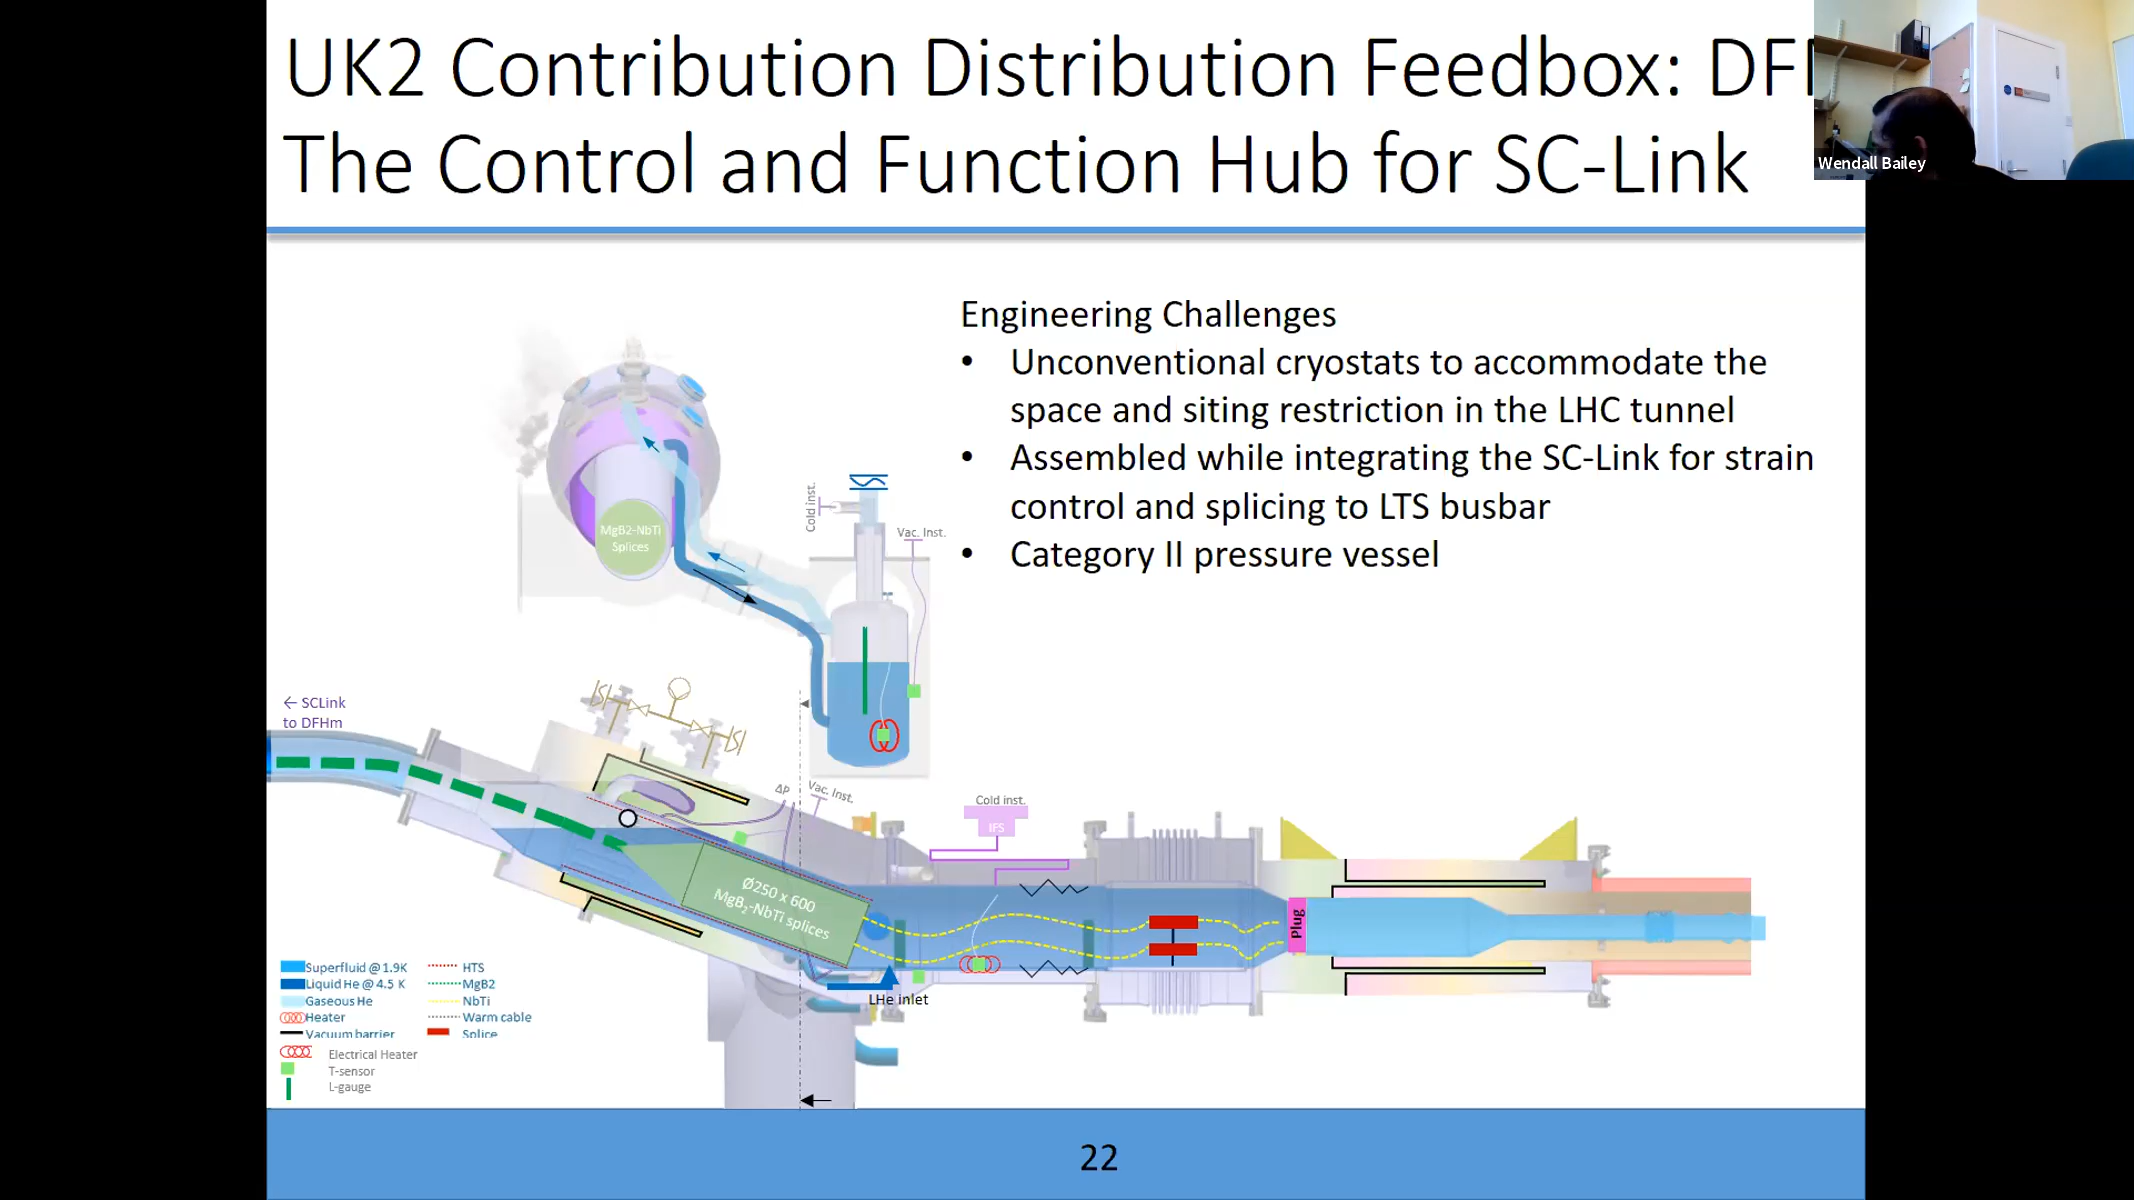 UK2 Contribution Distribution Feedbox:
The Control and Function Hub for SC-Link
Wendall Bailey
Engineering Challenges
• Unconventional cryostats to accommodate the
space and siting restriction in the LHC tunnel
• Assembled while integrating the SC-Link for strain
control and splicing to LTS busbar
• Category II pressure vessel
MgB2-NbTi
Splices
Cold inst.
Vac. Inst.
← SCLink
to DFHm
ΔP
Vac. Inst.
Cold inst.
IFS
Ø250 x 600
MgB2-NbTi splices
Plug
LHe inlet
Superfluid @ 1.9K
Liquid He @ 4.5 K
Gaseous He
Heater
Vacuum barrier
HTS
MgB2
NbTi
Warm cable
Splice
Electrical Heater
T-sensor
L-gauge
22